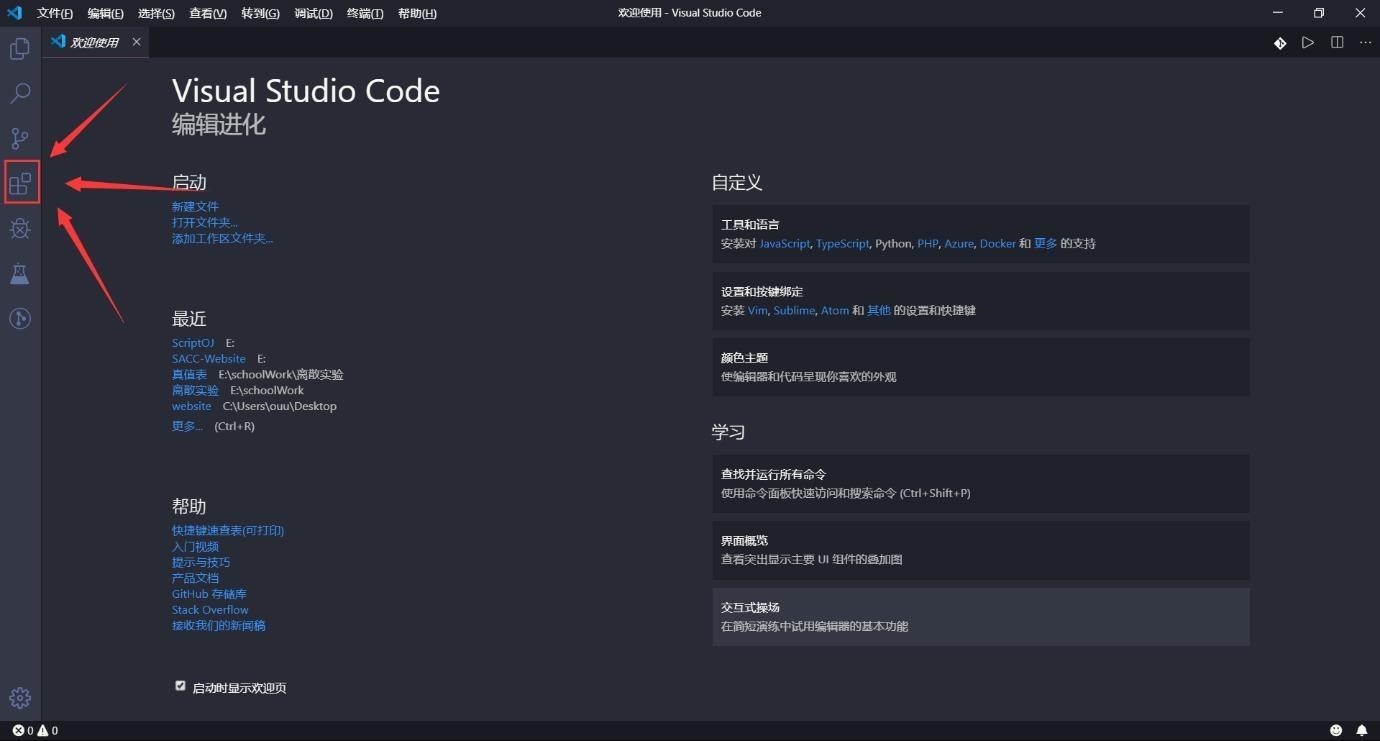 文件(F) 编辑(E) 选择(S) 查看(V) 转到(G) 调试(D) 终端(T) 帮助(H) 欢迎使用 - Visual Studio Code
欢迎使用
Visual Studio Code
编辑进化
启动
新建文件
打开文件夹...
添加工作区文件夹...
最近
ScriptOJ E:
SACC-Website E:
真值表 E:\schoolWork\离散实验
离散实验 E:\schoolWork
website C:\Users\ouu\Desktop
更多... (Ctrl+R)
帮助
快捷键速查表(可打印)
入门视频
提示与技巧
产品文档
GitHub 存储库
Stack Overflow
接收我们的新闻稿
启动时显示欢迎页
自定义
工具和语言
安装对 JavaScript, TypeScript, Python, PHP, Azure, Docker 和 更多 的支持
设置和按键绑定
安装 Vim, Sublime, Atom 和 其他 的设置和快捷键
颜色主题
使编辑器和代码呈现你喜欢的外观
学习
查找并运行所有命令
使用命令面板快速访问和搜索命令 (Ctrl+Shift+P)
界面概览
查看突出显示主要 UI 组件的叠加图
交互式操场
在简短演练中试用编辑器的基本功能
0 0